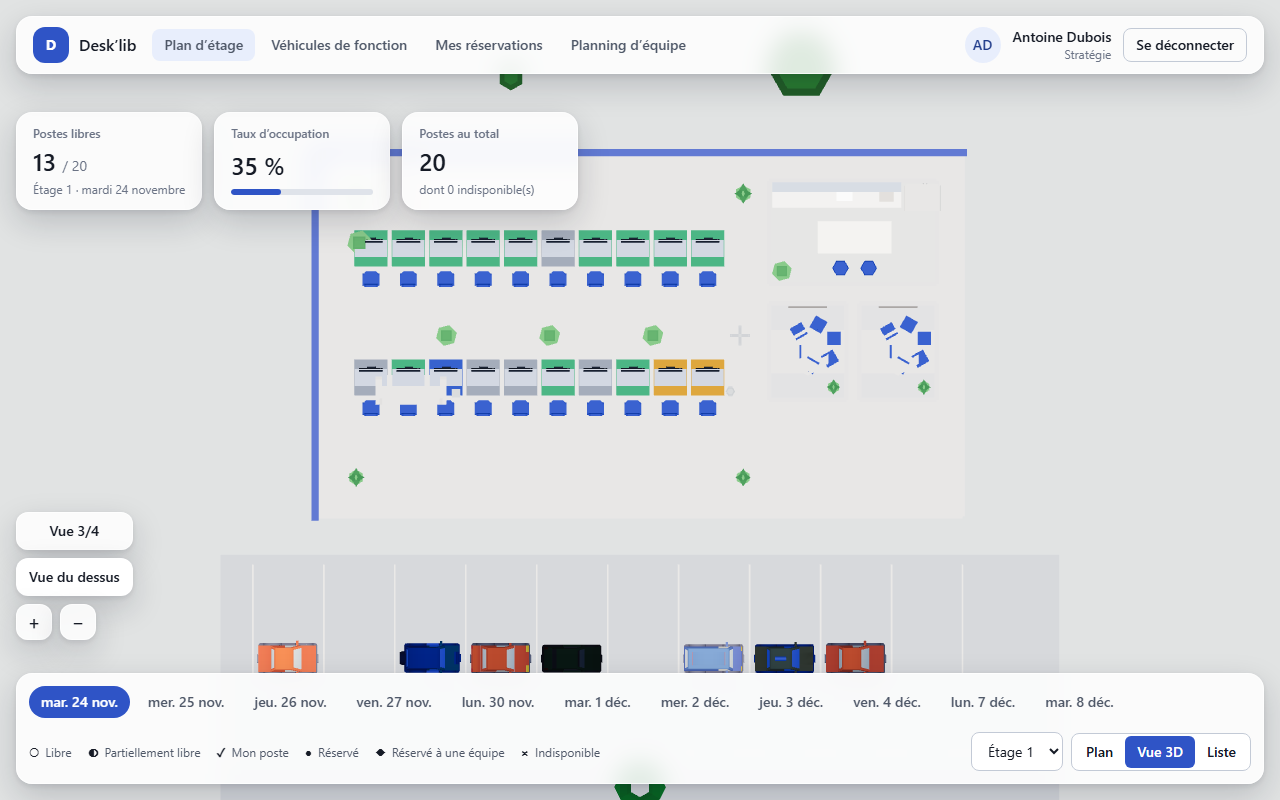 D
Desk'lib
Plan d'étage
Véhicules de fonction
Mes réservations
Planning d'équipe
AD
Antoine Dubois
Stratégie
Se déconnecter
Postes libres
13 / 20
Étage 1 · mardi 24 novembre
Taux d'occupation
35 %
Postes au total
20
dont 0 indisponible(s)
Vue 3/4
Vue du dessus
+ −
mar. 24 nov. mer. 25 nov. jeu. 26 nov. ven. 27 nov. lun. 30 nov. mar. 1 déc. mer. 2 déc. jeu. 3 déc. ven. 4 déc. lun. 7 déc. mar. 8 déc.
Libre Partiellement libre Mon poste Réservé Réservé à une équipe Indisponible
Étage 1
Plan Vue 3D Liste